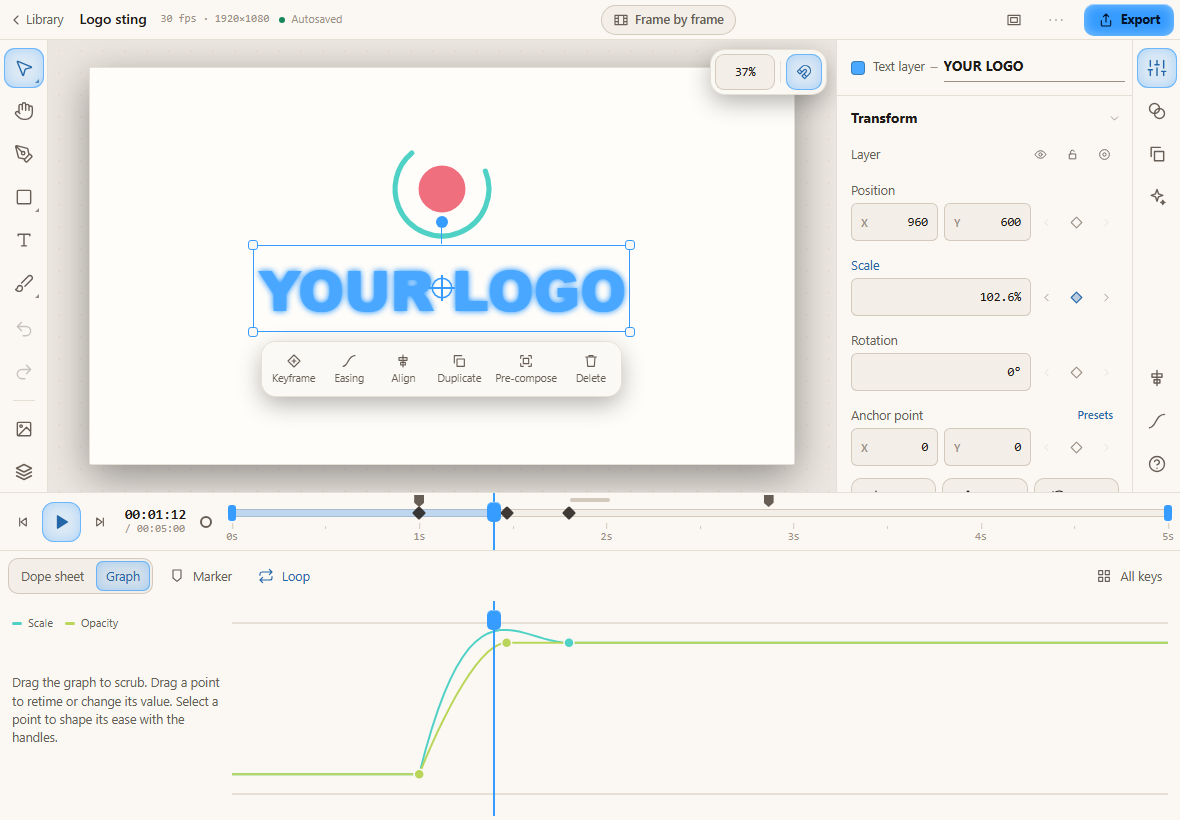 Library
Logo sting
30 fps · 1920×1080
Autosaved
Frame by frame
Export
37%
Text layer – YOUR LOGO
Transform
Layer
Position
X 960
Y 600
Scale
102.6%
Rotation
0°
Anchor point
Presets
X 0
Y 0
YOUR LOGO
Keyframe
Easing
Align
Duplicate
Pre-compose
Delete
00:01:12
/ 00:05:00
0s
1s
2s
3s
4s
5s
Dope sheet
Graph
Marker
Loop
All keys
Scale
Opacity
Drag the graph to scrub. Drag a point
to retime or change its value. Select a
point to shape its ease with the
handles.